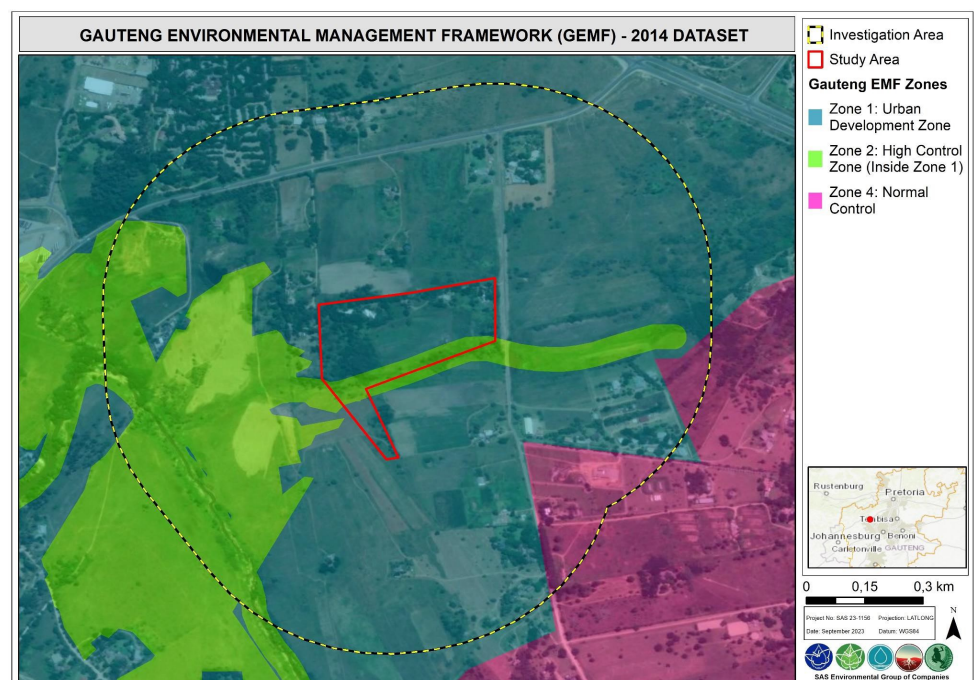 GAUTENG ENVIRONMENTAL MANAGEMENT FRAMEWORK (GEMF) - 2014 DATASET
Investigation Area
Study Area
Gauteng EMF Zones
Zone 1: Urban
Development Zone
Zone 2: High Control
Zone (Inside Zone 1)
Zone 4: Normal
Control
Rustenburg
Pretoria
Johannesburg Benoni
Carletonville GAUTENG
0 0,15 0,3 km
Project No: SAS 23-1156 Projection: LATLONG
Date: September 2023 Datum: WGS84
N
SAS Environmental Group of Companies